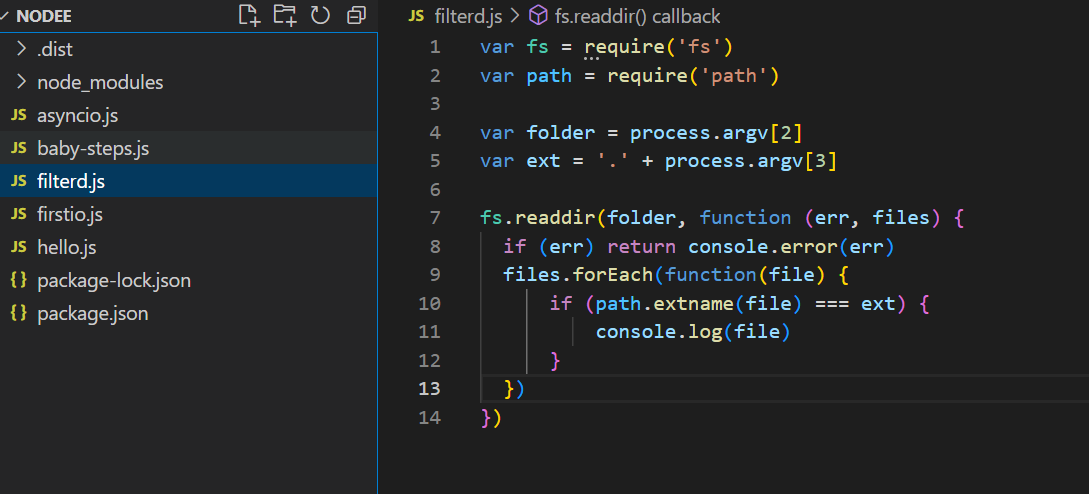 NODEE
.dist
node_modules
JS asyncio.js
JS baby-steps.js
JS filterd.js
JS firstio.js
JS hello.js
{} package-lock.json
{} package.json
JS filterd.js > fs.readdir() callback
1 var fs = require('fs')
2 var path = require('path')
3
4 var folder = process.argv[2]
5 var ext = '.' + process.argv[3]
6
7 fs.readdir(folder, function (err, files) {
8   if (err) return console.error(err)
9   files.forEach(function(file) {
10       if (path.extname(file) === ext) {
11           console.log(file)
12       }
13   })
14 })